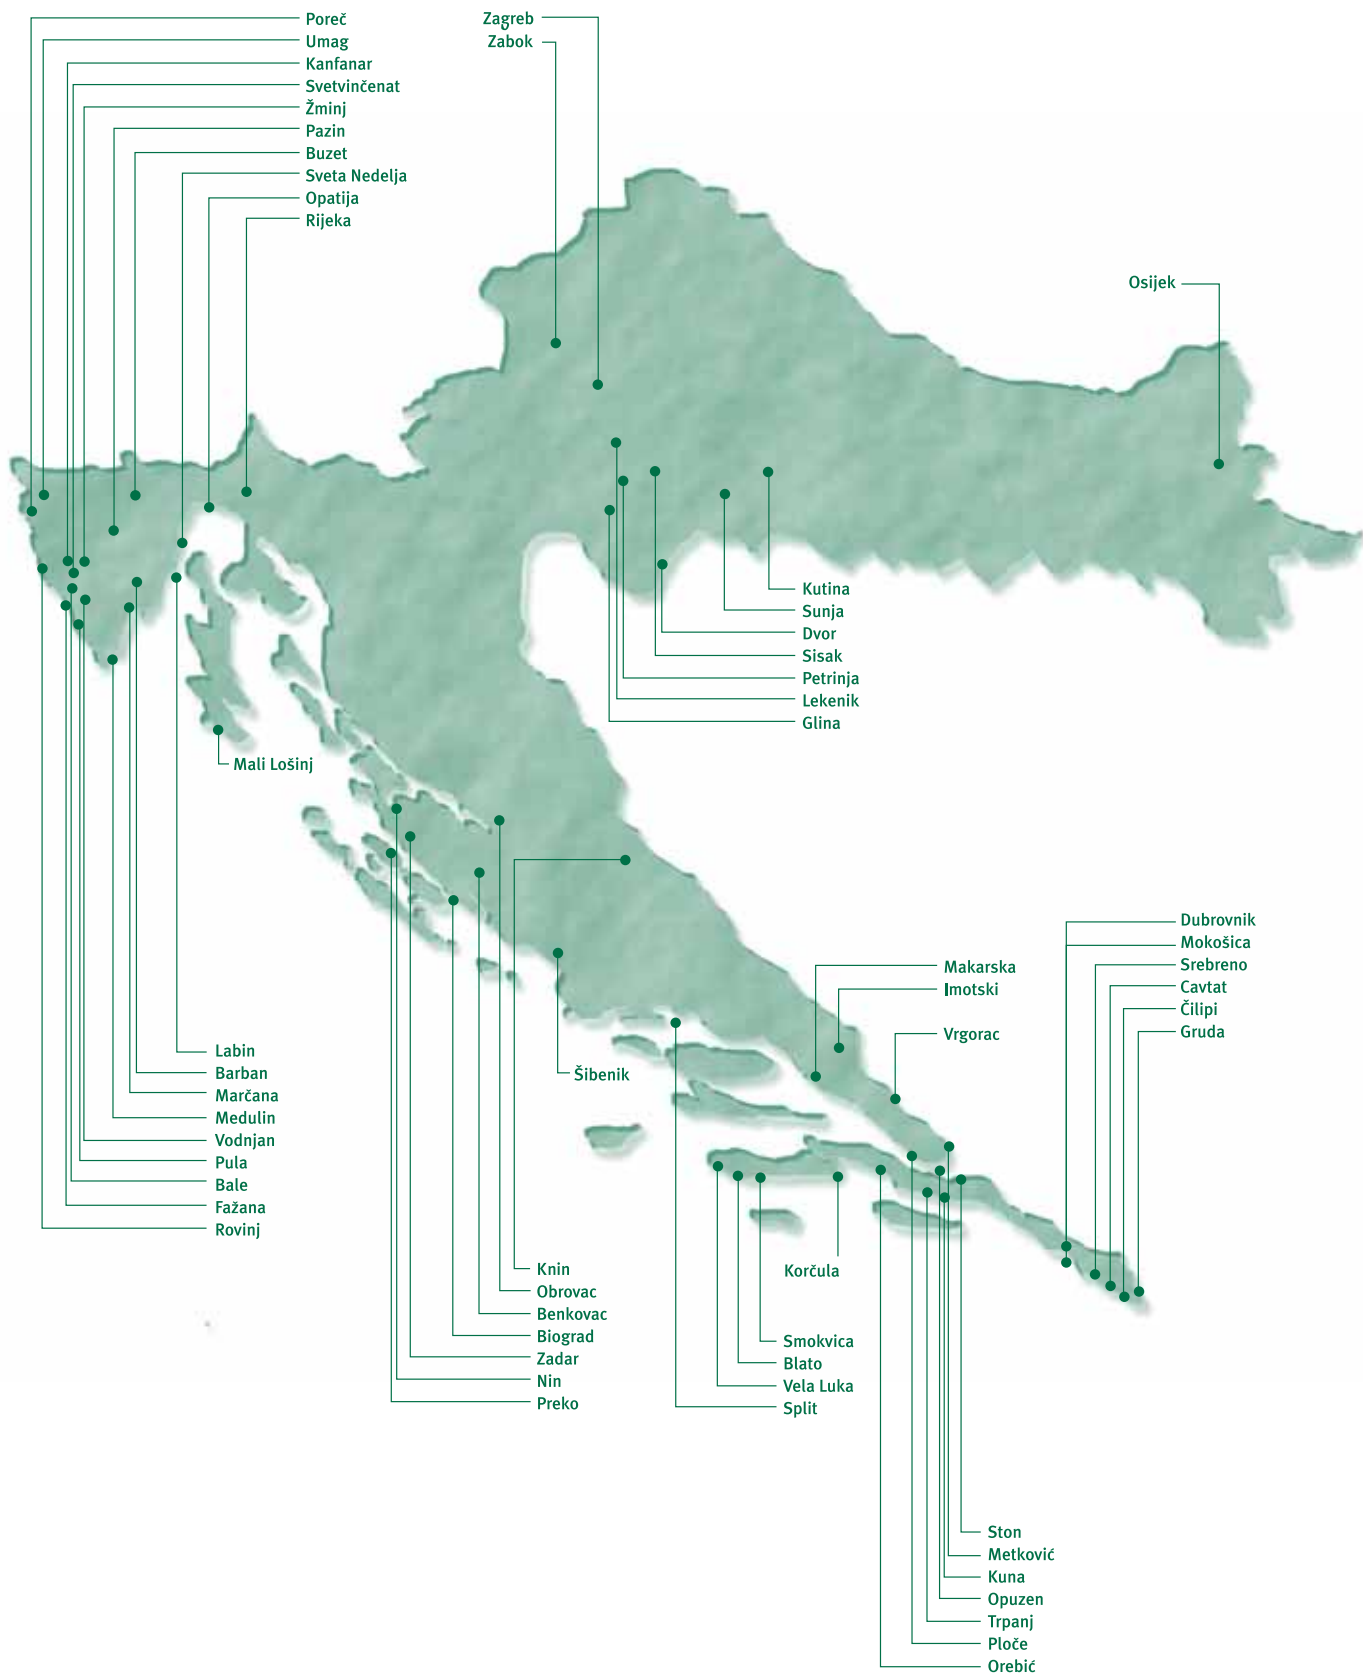 Poreč
Umag
Kanfanar
Svetvinčenat
Žminj
Pazin
Buzet
Sveta Nedelja
Opatija
Rijeka
Zagreb
Zabok
Osijek
Kutina
Sunja
Dvor
Sisak
Petrinja
Lekenik
Glina
Mali Lošinj
Dubrovnik
Mokošica
Srebreno
Cavtat
Čilipi
Gruda
Makarska
Imotski
Vrgorac
Labin
Barban
Marčana
Medulin
Vodnjan
Pula
Bale
Fažana
Rovinj
Šibenik
Knin
Obrovac
Benkovac
Biograd
Zadar
Nin
Preko
Korčula
Smokvica
Blato
Vela Luka
Split
Ston
Metković
Kuna
Opuzen
Trpanj
Ploče
Orebić